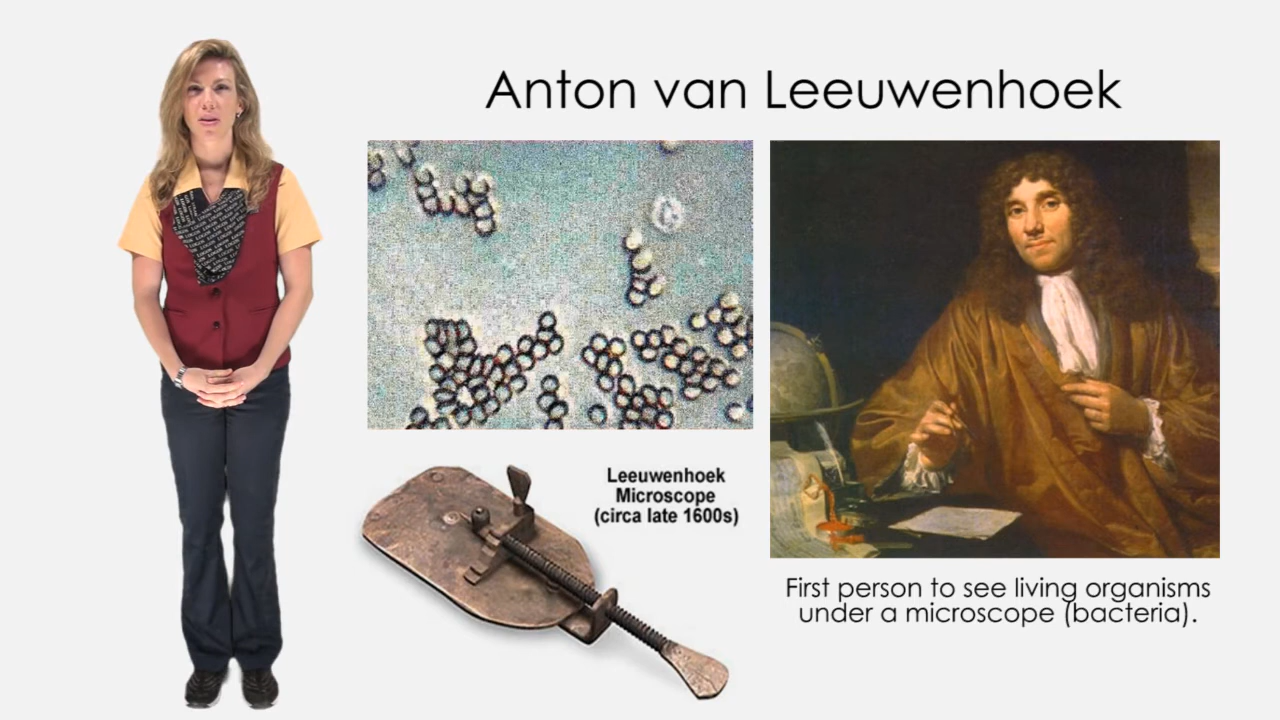 Anton van Leeuwenhoek
Leeuwenhoek
Microscope
(circa late 1600s)
First person to see living organisms
under a microscope (bacteria).